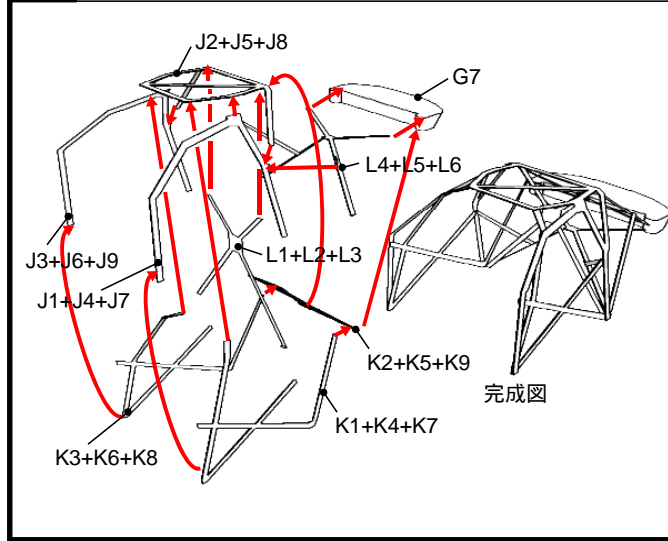 J2+J5+J8
G7
L4+L5+L6
J3+J6+J9
L1+L2+L3
J1+J4+J7
K2+K5+K9
完成図
K1+K4+K7
K3+K6+K8